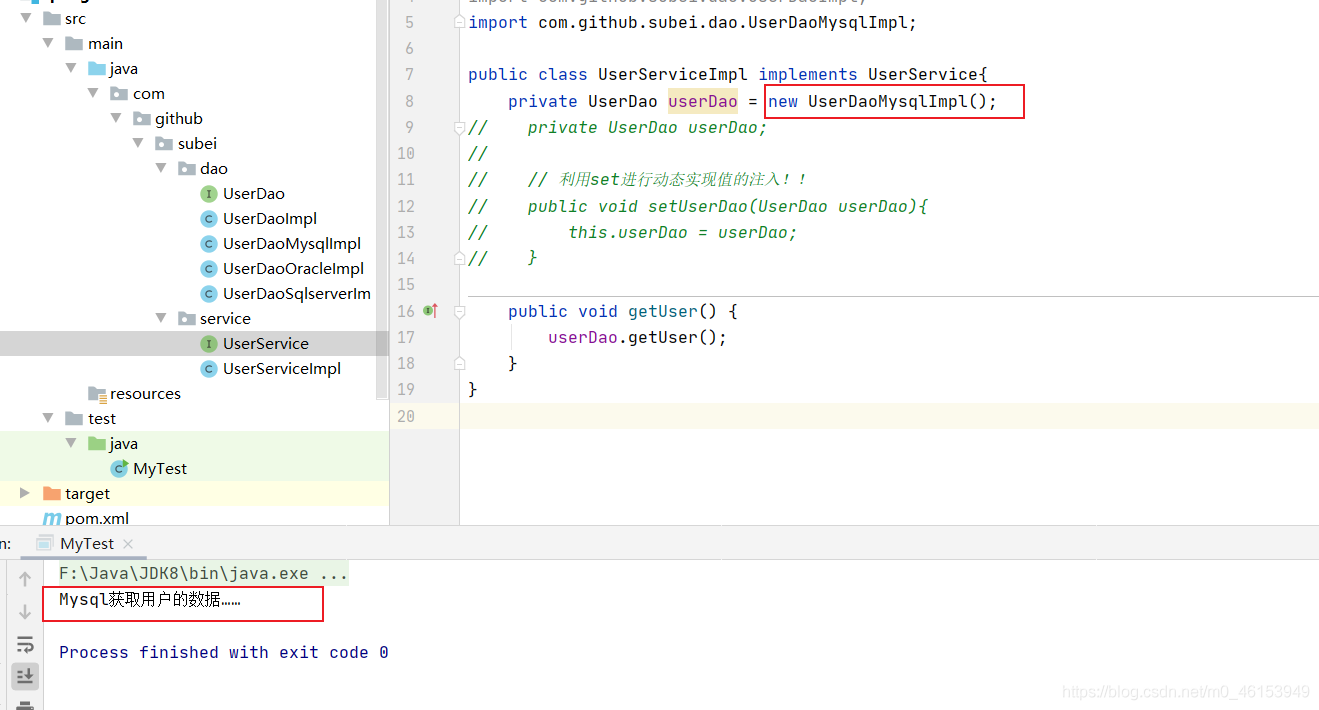 src
main
java
com
github
subei
dao
UserDao
UserDaoImpl
UserDaoMysqlImpl
UserDaoOracleImpl
UserDaoSqlserverIm
service
UserService
UserServiceImpl
resources
test
java
MyTest
target
pom.xml
5 import com.github.subei.dao.UserDaoMysqlImpl;
6
7 public class UserServiceImpl implements UserService{
8 private UserDao userDao = new UserDaoMysqlImpl();
9 // private UserDao userDao;
10 //
11 // // 利用set进行动态实现值的注入！！
12 // public void setUserDao(UserDao userDao){
13 // this.userDao = userDao;
14 // }
15
16 public void getUser() {
17 userDao.getUser();
18 }
19 }
20
n: MyTest
F:\Java\JDK8\bin\java.exe ...
Mysql获取用户的数据……
Process finished with exit code 0
https://blog.csdn.net/m0_46153949